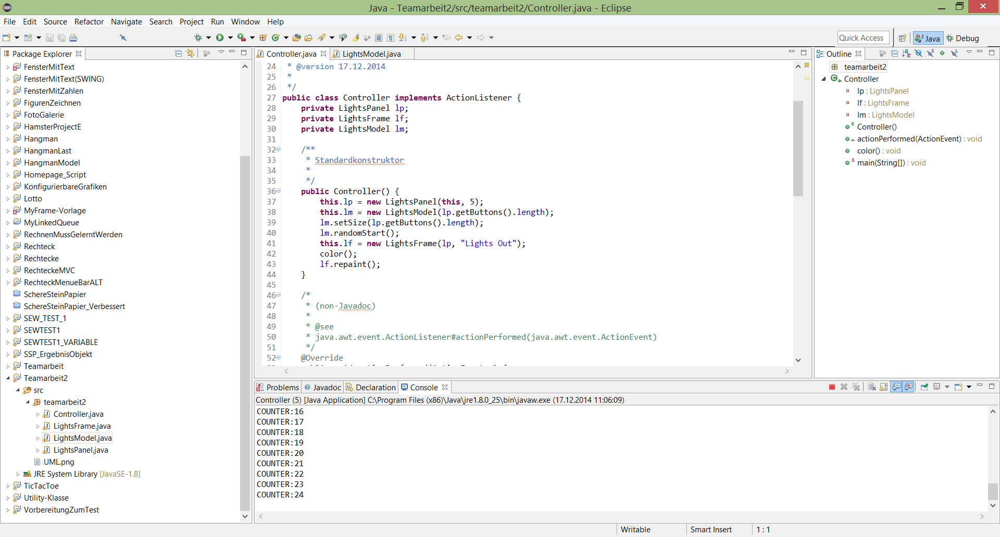 Java - Teamarbeit2/src/teamarbeit2/Controller.java - Eclipse
File Edit Source Refactor Navigate Search Project Run Window Help
Quick Access
Java
Debug
Package Explorer
FensterMitText
FensterMitText(SWING)
FensterMitZahlen
FigurenZeichnen
FotoGalerie
HamsterProjectE
Hangman
HangmanLast
HangmanModel
Homepage_Script
KonfigurierbareGrafiken
Lotto
MyFrame-Vorlage
MyLinkedQueue
RechnenMussGelerntWerden
Rechteck
Rechtecke
RechteckeMVC
RechteckMenueBarALT
SchereSteinPapier
SchereSteinPapier_Verbessert
SEW_TEST_1
SEWTEST1
SEWTEST1_VARIABLE
SSP_ErgebnisObjekt
Teamarbeit
Teamarbeit2
src
teamarbeit2
Controller.java
LightsFrame.java
LightsModel.java
LightsPanel.java
UML.png
JRE System Library [JavaSE-1.8]
TicTacToe
Utility-Klasse
VorbereitungZumTest
Controller.java LightsModel.java
24 * @version 17.12.2014
25 *
26 */
27 public class Controller implements ActionListener {
28 private LightsPanel lp;
29 private LightsFrame lf;
30 private LightsModel lm;
31
32 /**
33 * Standardkonstruktor
34 *
35 */
36 public Controller() {
37 this.lp = new LightsPanel(this, 5);
38 this.lm = new LightsModel(lp.getButtons().length);
39 lm.setSize(lp.getButtons().length);
40 lm.randomStart();
41 this.lf = new LightsFrame(lp, "Lights Out");
42 color();
43 lf.repaint();
44 }
45
46 /*
47 * (non-Javadoc)
48 *
49 * @see
50 * java.awt.event.ActionListener#actionPerformed(java.awt.event.ActionEvent)
51 */
52 @Override
Outline
teamarbeit2
Controller
lp : LightsPanel
lf : LightsFrame
lm : LightsModel
Controller()
actionPerformed(ActionEvent) : void
color() : void
main(String[]) : void
Problems @ Javadoc Declaration Console
Controller (5) [Java Application] C:\Program Files (x86)\Java\jre1.8.0_25\bin\javaw.exe (17.12.2014 11:06:09)
COUNTER:16
COUNTER:17
COUNTER:18
COUNTER:19
COUNTER:20
COUNTER:21
COUNTER:22
COUNTER:23
COUNTER:24
Writable
Smart Insert
1 : 1